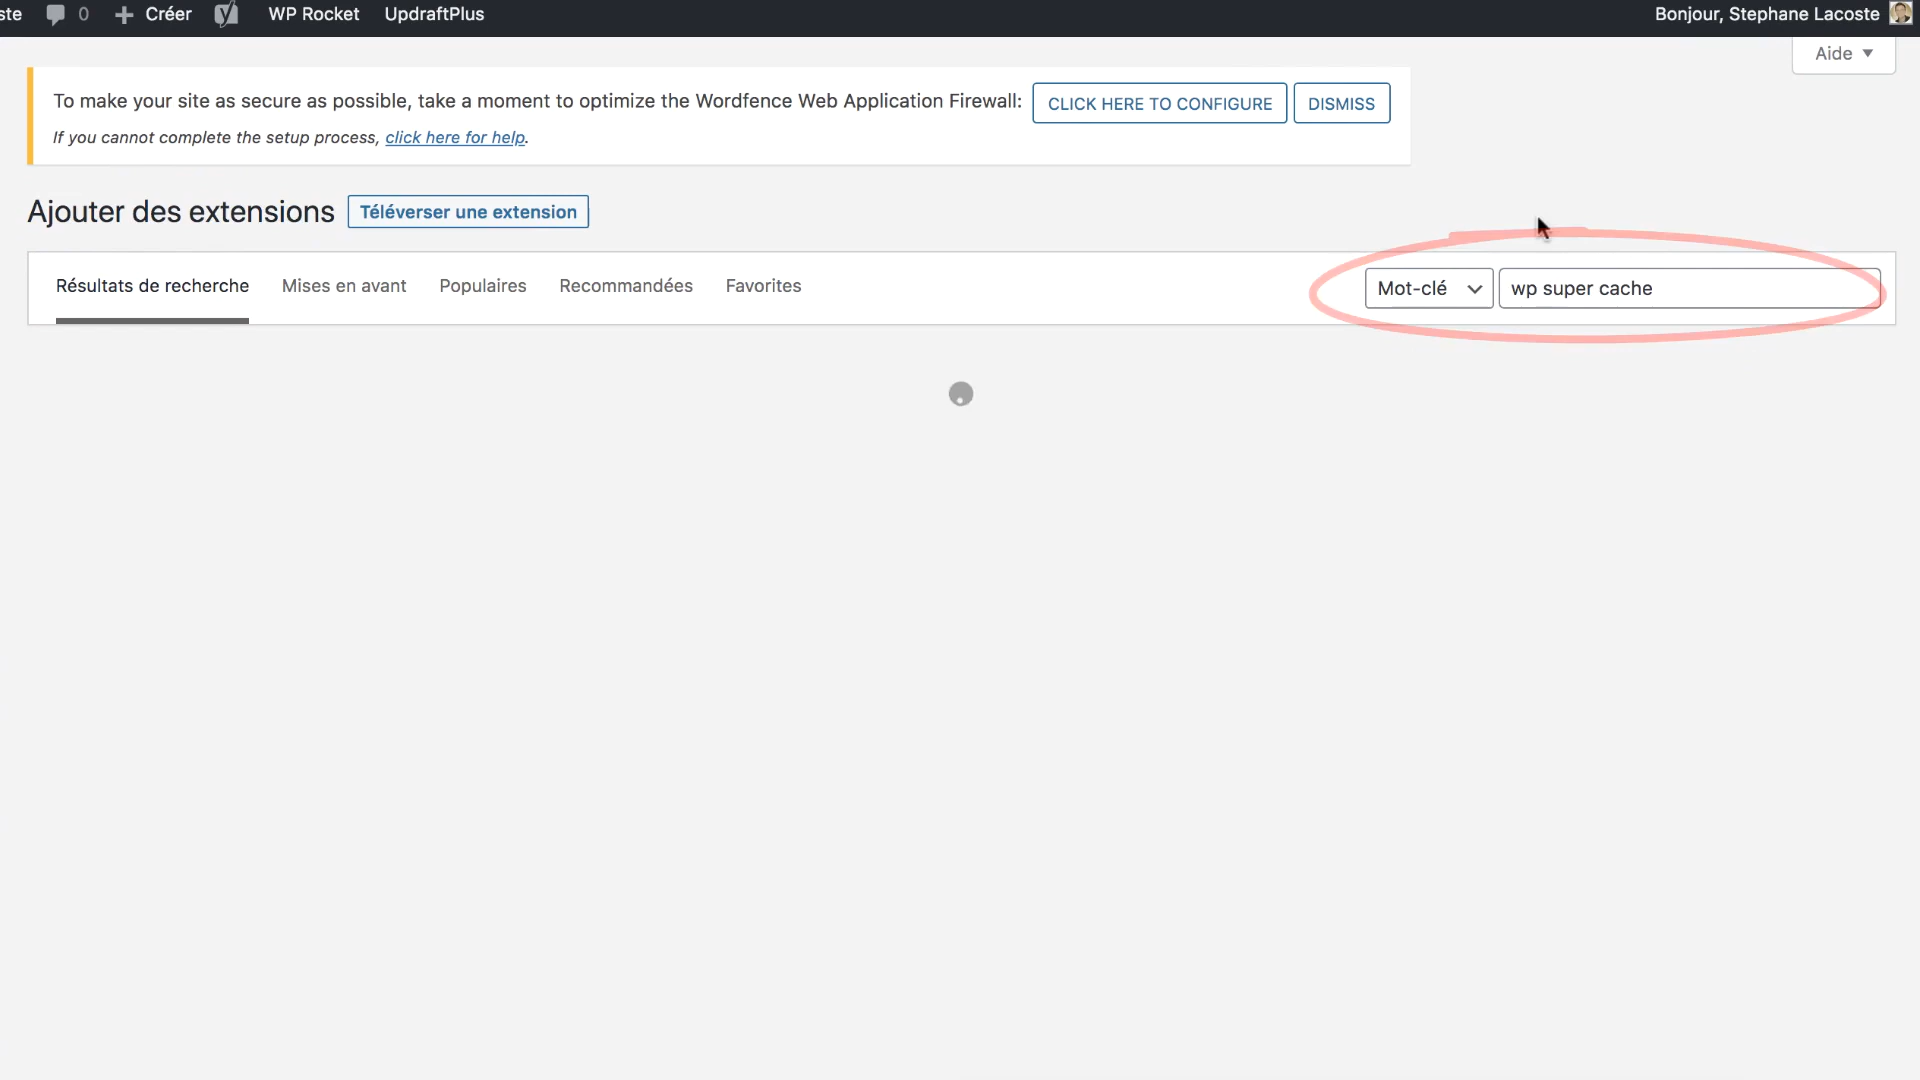 ste 0 Créer WP Rocket UpdraftPlus Bonjour, Stephane Lacoste
Aide
To make your site as secure as possible, take a moment to optimize the Wordfence Web Application Firewall: CLICK HERE TO CONFIGURE DISMISS
If you cannot complete the setup process, click here for help.
Ajouter des extensions Téléverser une extension
Résultats de recherche Mises en avant Populaires Recommandées Favorites Mot-clé wp super cache